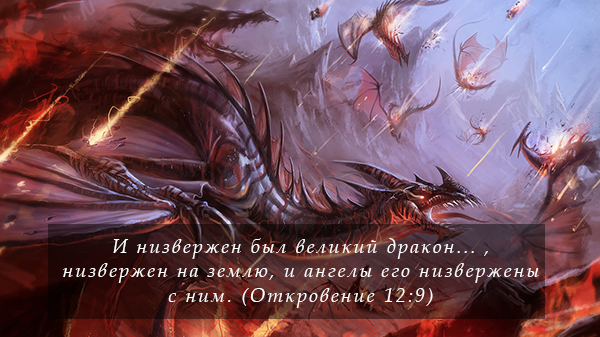 И низвержен был великий дракон... ,
низвержен на землю, и ангелы его низвержены
с ним. (Откровение 12:9)